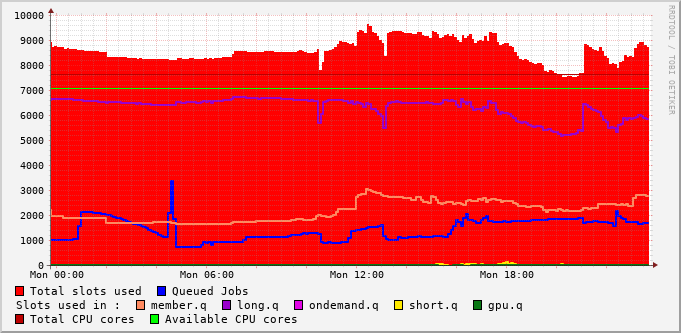 10000
9000
8000
7000
6000
5000
4000
3000
2000
1000
0
Mon 00:00 Mon 06:00 Mon 12:00 Mon 18:00
RRDTOOL / TOBI OETIKER
Total slots used Queued Jobs
Slots used in : member.q long.q ondemand.q short.q gpu.q
Total CPU cores Available CPU cores